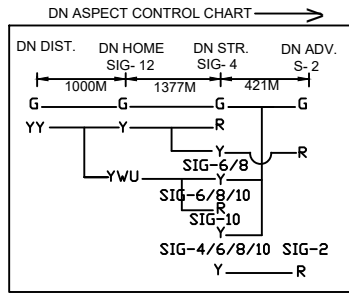 DN ASPECT CONTROL CHART
DN DIST. DN HOME DN STR. DN ADV.
SIG- 12 SIG- 4 S- 2
1000M 1377M 421M
G G G G
YY Y R
Y R
SIG-6/8
YWU Y
SIG-6/8/10
R
SIG-10
Y
SIG-4/6/8/10 SIG-2
Y R